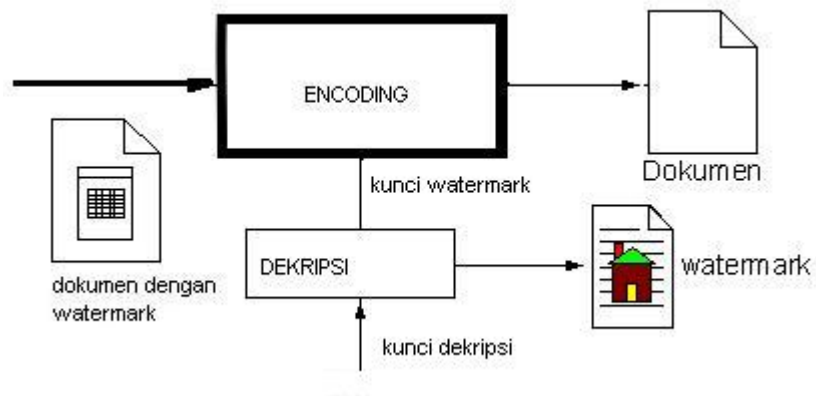 ENCODING
Dokumen
kunci watermark
dokumen dengan
watermark
DEKRIPSI
watermark
kunci dekripsi